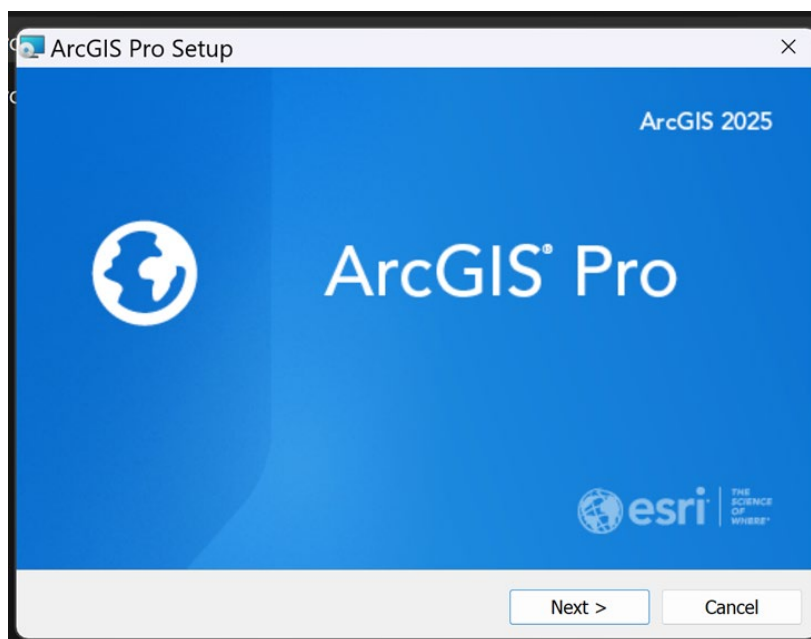 ArcGIS Pro Setup
ArcGIS 2025
ArcGIS® Pro
esri
THE
SCIENCE
OF
WHERE®
Next >
Cancel